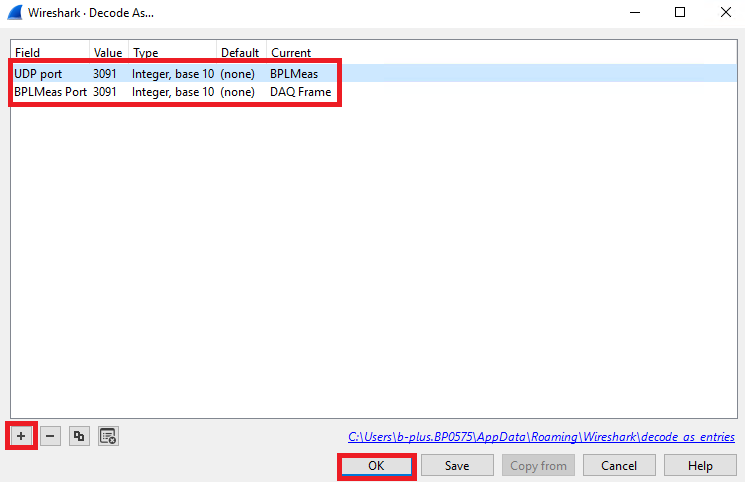 Wireshark · Decode As...
Field Value Type Default Current
UDP port 3091 Integer, base 10 (none) BPLMeas
BPLMeas Port 3091 Integer, base 10 (none) DAQ Frame
C:\Users\b-plus.BP0575\AppData\Roaming\Wireshark\decode_as_entries
OK Save Copy from Cancel Help